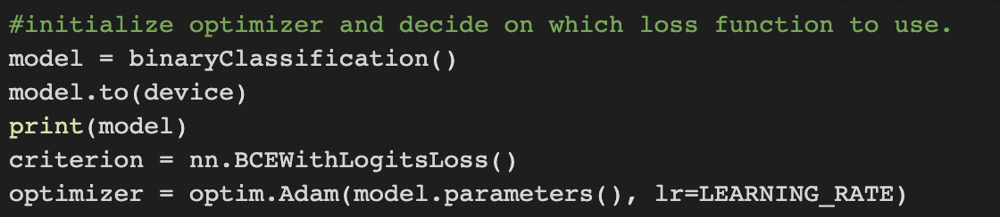 #initialize optimizer and decide on which loss function to use.
model = binaryClassification()
model.to(device)
print(model)
criterion = nn.BCEWithLogitsLoss()
optimizer = optim.Adam(model.parameters(), lr=LEARNING_RATE)